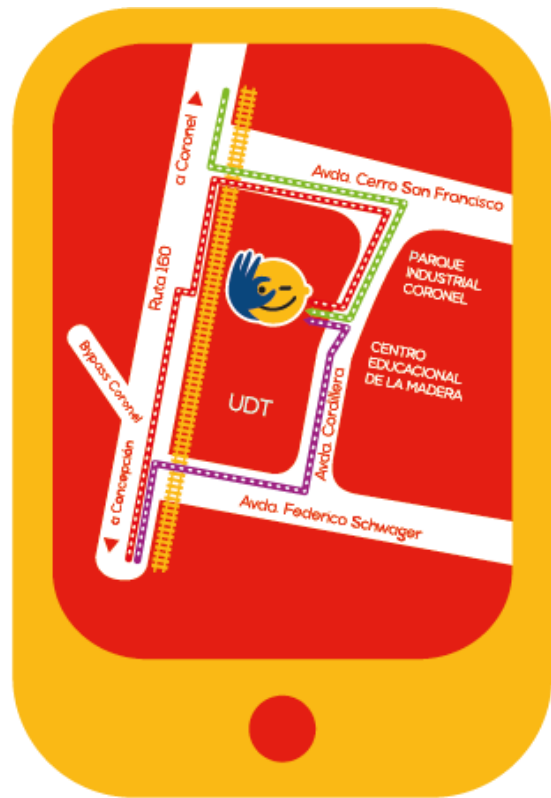 a Coronel
Avda. Cerro San Francisco
Ruta 160
PARQUE
INDUSTRIAL
CORONEL
Bypass Coronel
CENTRO
EDUCACIONAL
DE LA MADERA
UDT
Avda. Cordillera
a Concepción
Avda. Federico Schwager